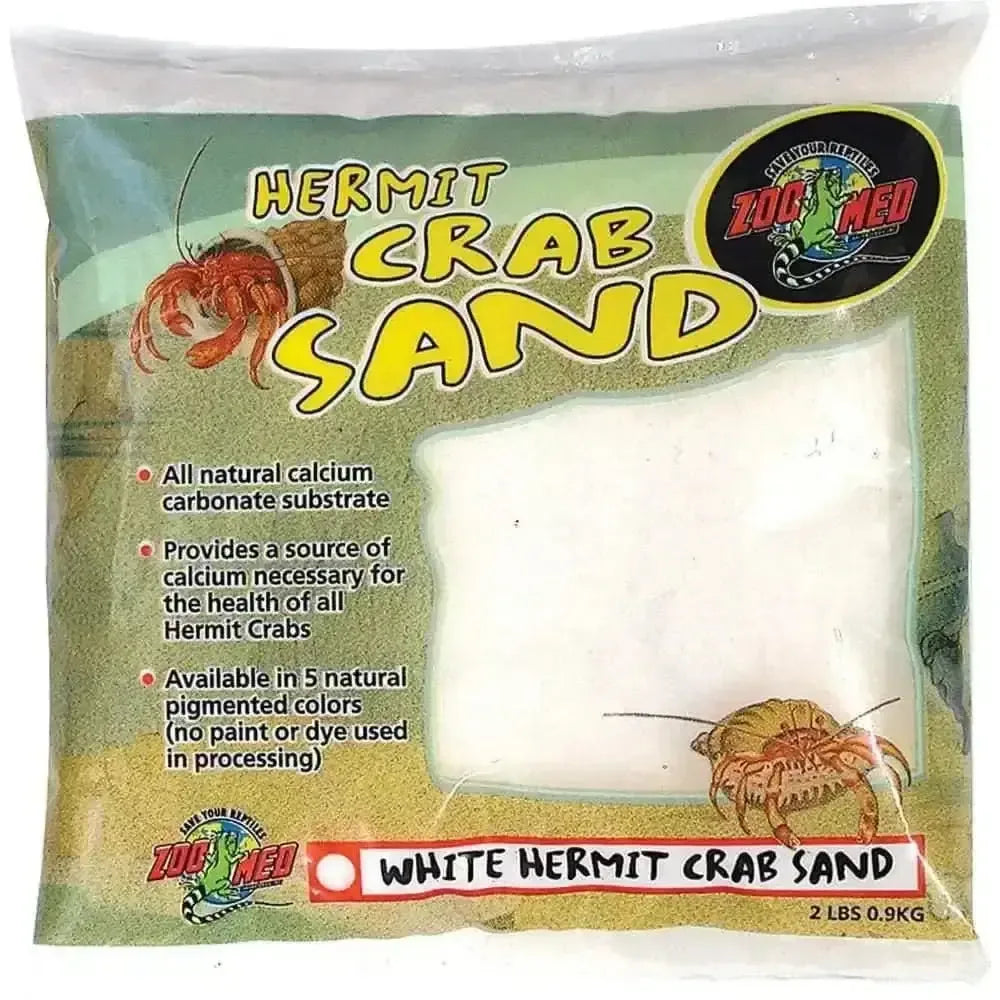 HERMIT
CRAB
SAND
SAVE YOUR REPTILES
ZOO MED
• All natural calcium
carbonate substrate
• Provides a source of
calcium necessary for
the health of all
Hermit Crabs
• Available in 5 natural
pigmented colors
(no paint or dye used
in processing)
SAVE YOUR REPTILES
ZOO MED
WHITE HERMIT CRAB SAND
2 LBS 0.9KG